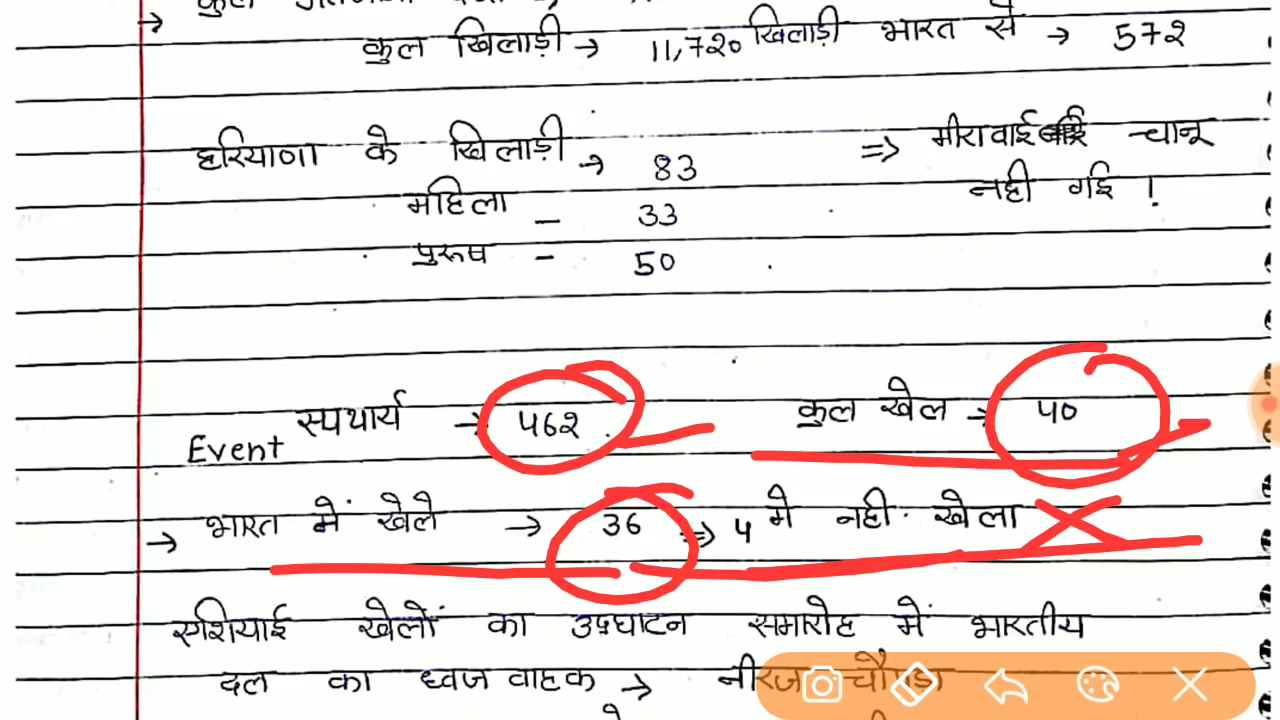 कुल
कुल खिलाड़ी → 11,720 खिलाड़ी भारत से → 572
हरियाणा के खिलाड़ी → 83 ⇒ मीरावाई चानू
महिला – 33 नही गई !
पुरूष – 50
Event स्पर्धाय → 462 कुल खेल → 40
→ भारत में खेले → 36 ⇒ 4 मे नही खेला
एशियाई खेलों का उद्घाटन समारोह में भारतीय
दल का ध्वज वाहक → नीरज चौपड़ा